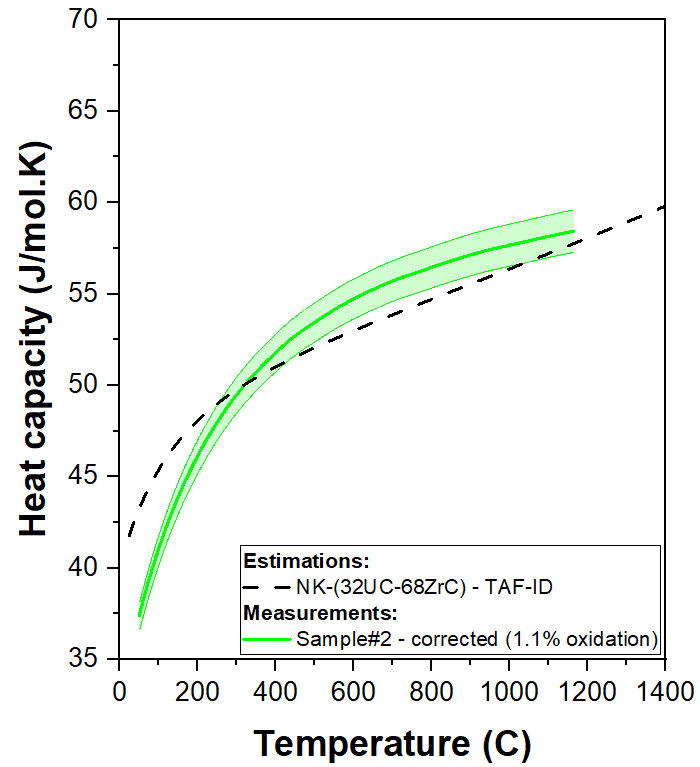 70
65
60
55
50
45
40
35
Heat capacity (J/mol.K)
Estimations:
NK-(32UC-68ZrC) - TAF-ID
Measurements:
Sample#2 - corrected (1.1% oxidation)
0 200 400 600 800 1000 1200 1400
Temperature (C)